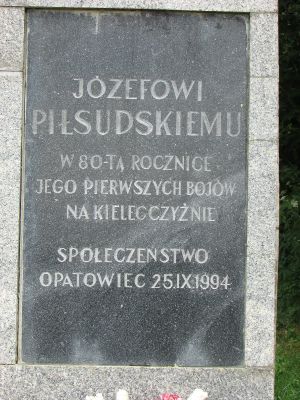 JÓZEFOWI
PIŁSUDSKIEMU
W 80-TĄ ROCZNICĘ
JEGO PIERWSZYCH BOJÓW
NA KIELECCZYŹNIE
SPOŁECZEŃSTWO
OPATOWIEC 25.IX.1994